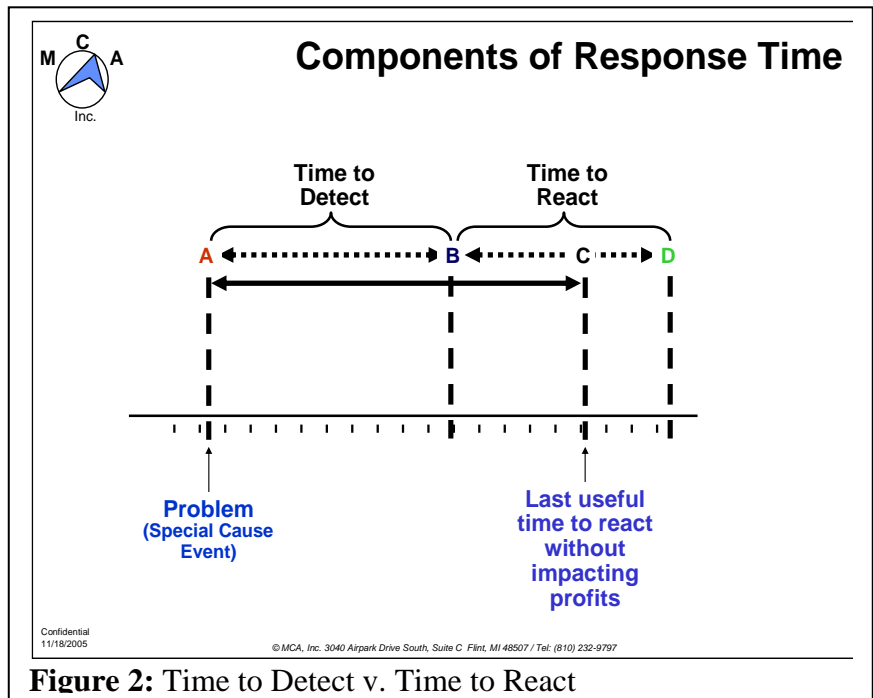 M C A
Inc.
Components of Response Time
Time to
Detect
Time to
React
A B C D
Problem
(Special Cause
Event)
Last useful
time to react
without
impacting
profits
Confidential
11/18/2005
© MCA, Inc. 3040 Airpark Drive South, Suite C Flint, MI 48507 / Tel: (810) 232-9797
Figure 2: Time to Detect v. Time to React